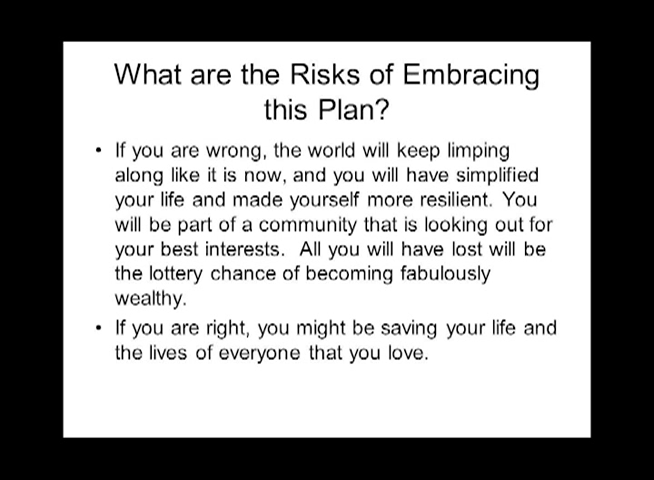 What are the Risks of Embracing
this Plan?
• If you are wrong, the world will keep limping
along like it is now, and you will have simplified
your life and made yourself more resilient.  You
will be part of a community that is looking out for
your best interests.  All you will have lost will be
the lottery chance of becoming fabulously
wealthy.
• If you are right, you might be saving your life and
the lives of everyone that you love.